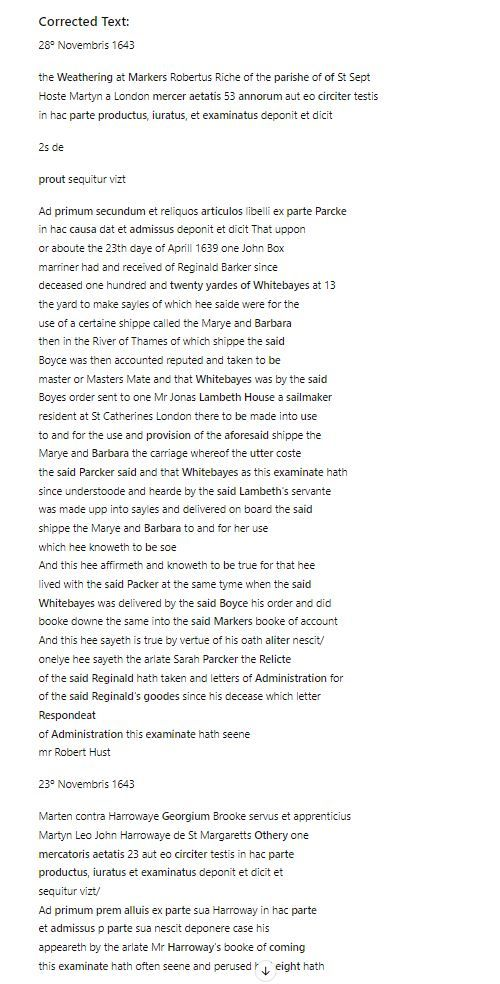 Corrected Text:
28º Novembris 1643
the Weathering at Markers Robertus Riche of the parishe of of St Sept
Hoste Martyn a London mercer aetatis 53 annorum aut eo circiter testis
in hac parte productus, iuratus, et examinatus deponit et dicit
2s de
prout sequitur vizt
Ad primum secundum et reliquos articulos libelli ex parte Parcke
in hac causa dat et admissus deponit et dicit That uppon
or aboute the 23th daye of Aprill 1639 one John Box
marriner had and received of Reginald Barker since
deceased one hundred and twenty yardes of Whitebayes at 13
the yard to make sayles of which hee saide were for the
use of a certaine shippe called the Marye and Barbara
then in the River of Thames of which shippe the said
Boyce was then accounted reputed and taken to be
master or Masters Mate and that Whitebayes was by the said
Boyes order sent to one Mr Jonas Lambeth House a sailmaker
resident at St Catherines London there to be made into use
to and for the use and provision of the aforesaid shippe the
Marye and Barbara the carriage whereof the utter coste
the said Parcker said and that Whitebayes as this examinate hath
since understoode and hearde by the said Lambeth's servante
was made upp into sayles and delivered on board the said
shippe the Marye and Barbara to and for her use
which hee knoweth to be soe
And this hee affirmeth and knoweth to be true for that hee
lived with the said Packer at the same tyme when the said
Whitebayes was delivered by the said Boyce his order and did
booke downe the same into the said Markers booke of account
And this hee sayeth is true by vertue of his oath aliter nescit/
onelye hee sayeth the arlate Sarah Parcker the Relicte
of the said Reginald hath taken and letters of Administration for
of the said Reginald's goodes since his decease which letter
Respondeat
of Administration this examinate hath seene
mr Robert Hust
23º Novembris 1643
Marten contra Harrowaye Georgium Brooke servus et apprenticius
Martyn Leo John Harrowaye de St Margaretts Othery one
mercatoris aetatis 23 aut eo circiter testis in hac parte
productus, iuratus et examinatus deponit et dicit et
sequitur vizt/
Ad primum prem alluis ex parte sua Harroway in hac parte
et admissus p parte sua nescit deponere case his
appeareth by the arlate Mr Harroway's booke of coming
this examinate hath often seene and perused eight hath